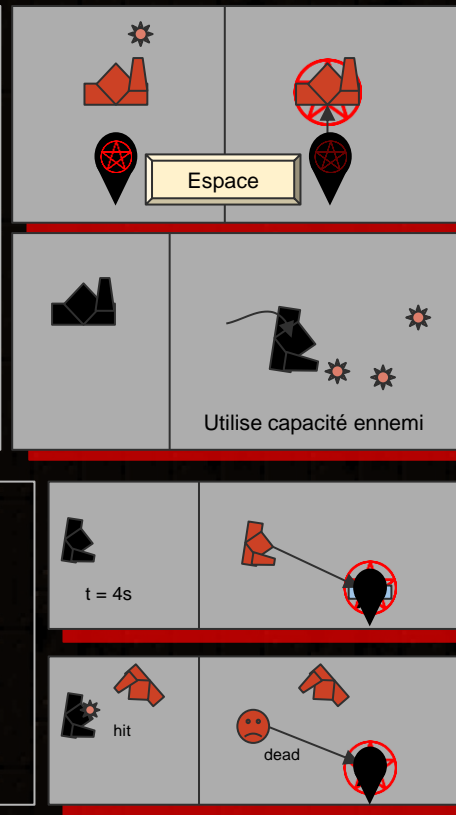 Espace
Utilise capacité ennemi
t = 4s
hit
dead